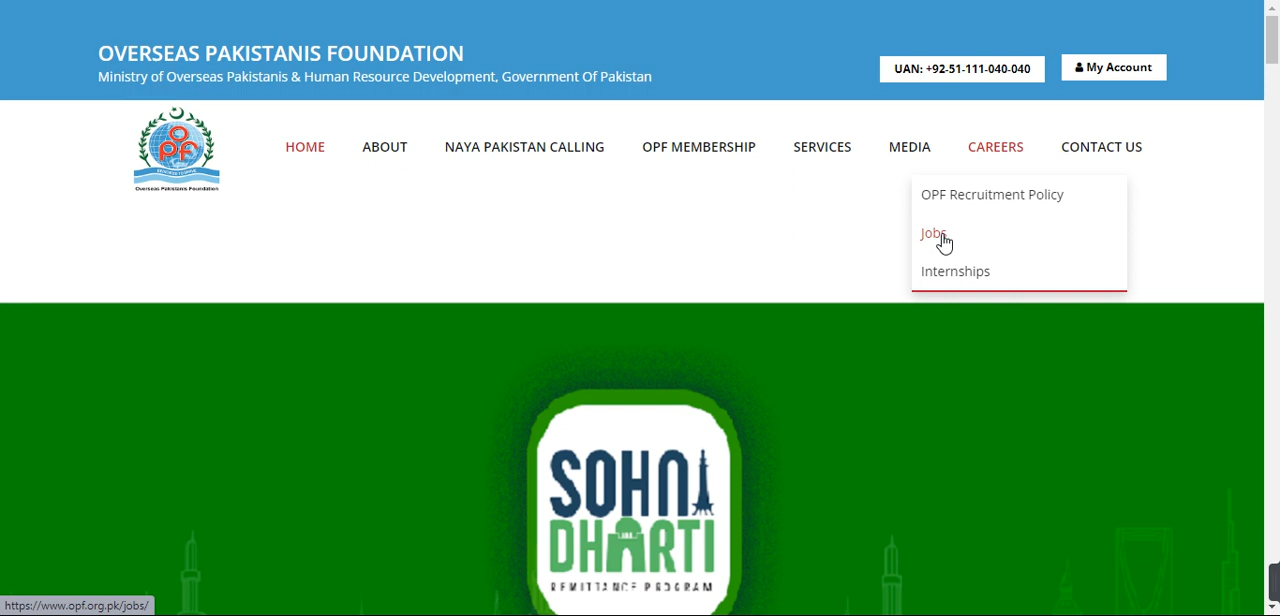 OVERSEAS PAKISTANIS FOUNDATION
Ministry of Overseas Pakistanis & Human Resource Development, Government Of Pakistan
UAN: +92-51-111-040-040
My Account
OPF
Overseas Pakistanis Foundation
HOME
ABOUT
NAYA PAKISTAN CALLING
OPF MEMBERSHIP
SERVICES
MEDIA
CAREERS
CONTACT US
OPF Recruitment Policy
Jobs
Internships
SOHNI
DHARTI
REMITTANCE PROGRAM
https://www.opf.org.pk/jobs/